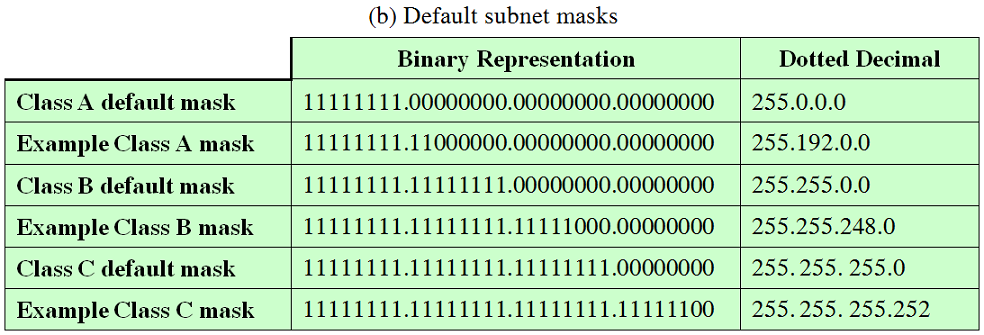 (b) Default subnet masks
Binary Representation Dotted Decimal
Class A default mask 11111111.00000000.00000000.00000000 255.0.0.0
Example Class A mask 11111111.11000000.00000000.00000000 255.192.0.0
Class B default mask 11111111.11111111.00000000.00000000 255.255.0.0
Example Class B mask 11111111.11111111.11111000.00000000 255.255.248.0
Class C default mask 11111111.11111111.11111111.00000000 255. 255. 255.0
Example Class C mask 11111111.11111111.11111111.11111100 255. 255. 255.252